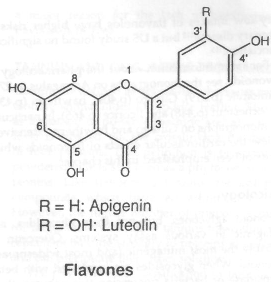 R
3'
4'
OH
HO
8
1
O
7
2
6
3
5
4
OH
O
R = H: Apigenin
R = OH: Luteolin
Flavones